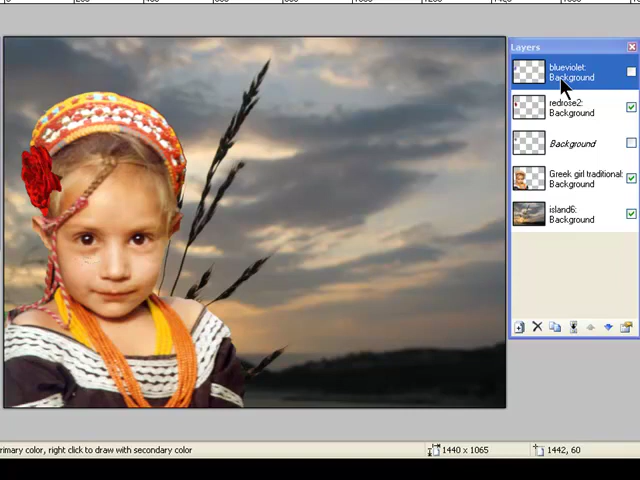 Layers
blueviolet:
Background
redrose2:
Background
Background
Greek girl traditional:
Background
island6:
Background
rimary color, right click to draw with secondary color
1440 x 1065
1442, 60